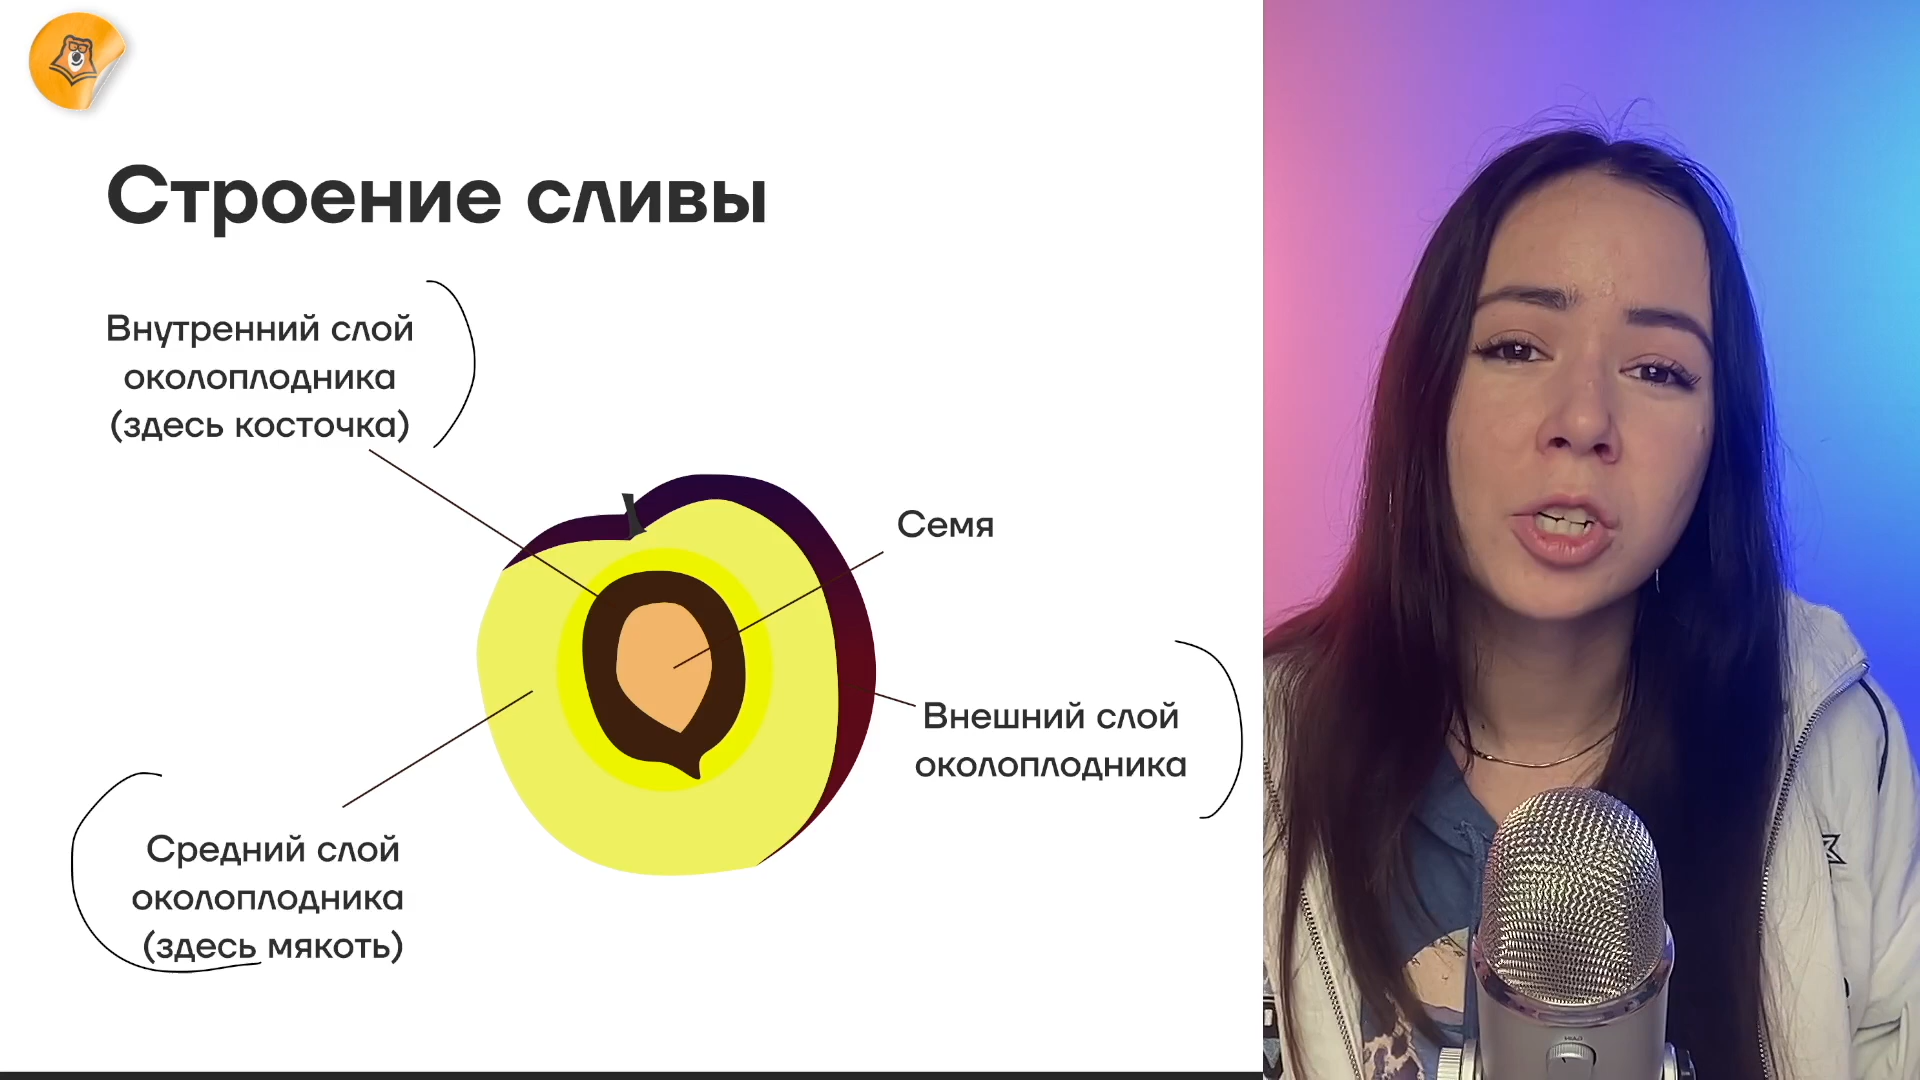 Строение сливы
Внутренний слой
околоплодника
(здесь косточка)
Семя
Внешний слой
околоплодника
Средний слой
околоплодника
(здесь мякоть)